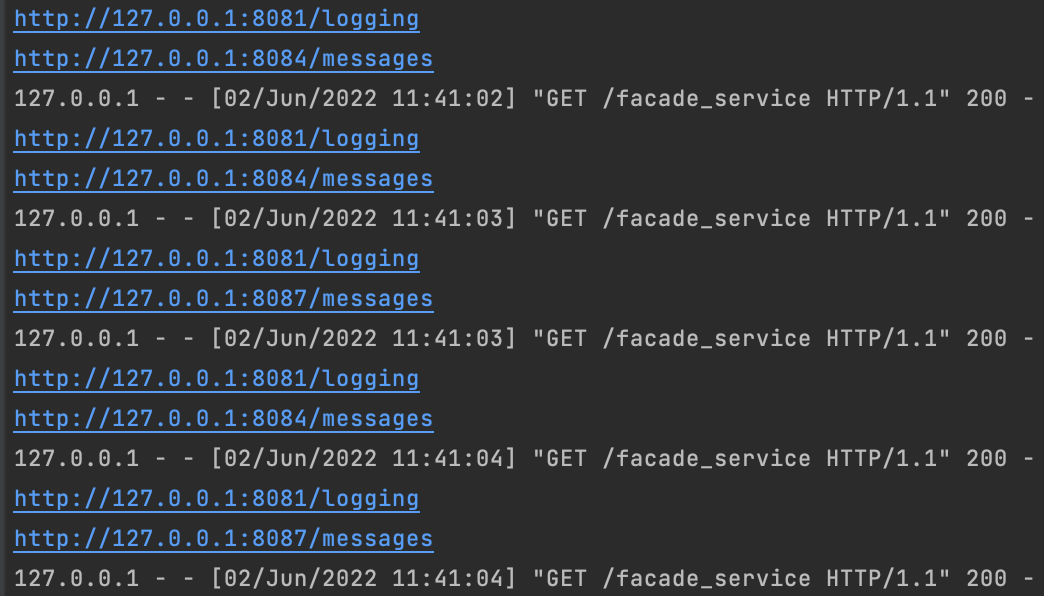 http://127.0.0.1:8081/logging
http://127.0.0.1:8084/messages
127.0.0.1 - - [02/Jun/2022 11:41:02] "GET /facade_service HTTP/1.1" 200 -
http://127.0.0.1:8081/logging
http://127.0.0.1:8084/messages
127.0.0.1 - - [02/Jun/2022 11:41:03] "GET /facade_service HTTP/1.1" 200 -
http://127.0.0.1:8081/logging
http://127.0.0.1:8087/messages
127.0.0.1 - - [02/Jun/2022 11:41:03] "GET /facade_service HTTP/1.1" 200 -
http://127.0.0.1:8081/logging
http://127.0.0.1:8084/messages
127.0.0.1 - - [02/Jun/2022 11:41:04] "GET /facade_service HTTP/1.1" 200 -
http://127.0.0.1:8081/logging
http://127.0.0.1:8087/messages
127.0.0.1 - - [02/Jun/2022 11:41:04] "GET /facade_service HTTP/1.1" 200 -